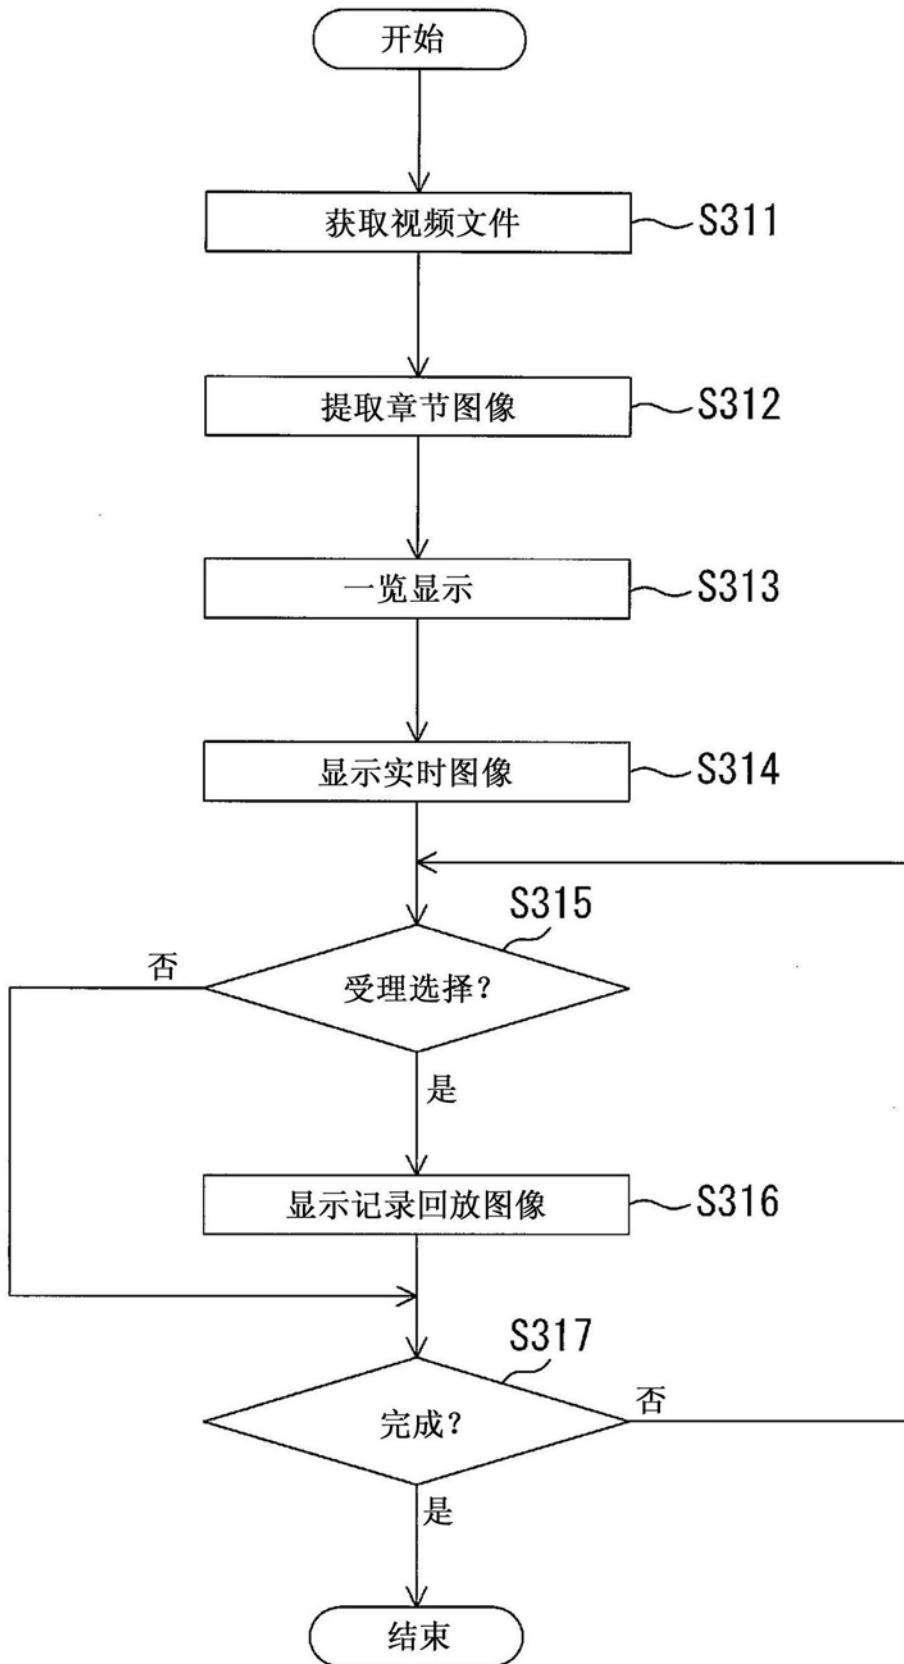 开始
获取视频文件
S311
提取章节图像
S312
一览显示
S313
显示实时图像
S314
S315
否
受理选择？
是
显示记录回放图像
S316
S317
完成？
否
是
结束